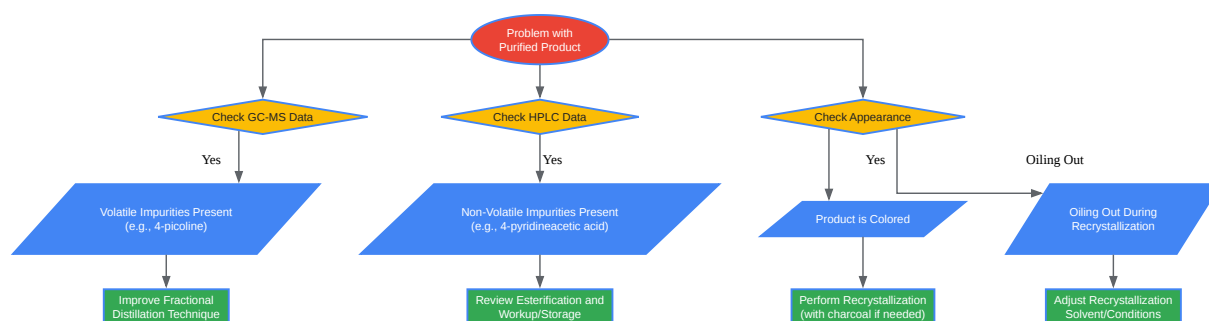 Problem with
Purified Product
Check GC-MS Data
Check HPLC Data
Check Appearance
Yes
Yes
Yes
Oiling Out
Volatile Impurities Present
(e.g., 4-picoline)
Non-Volatile Impurities Present
(e.g., 4-pyridineacetic acid)
Product is Colored
Oiling Out During
Recrystallization
Improve Fractional
Distillation Technique
Review Esterification and
Workup/Storage
Perform Recrystallization
(with charcoal if needed)
Adjust Recrystallization
Solvent/Conditions